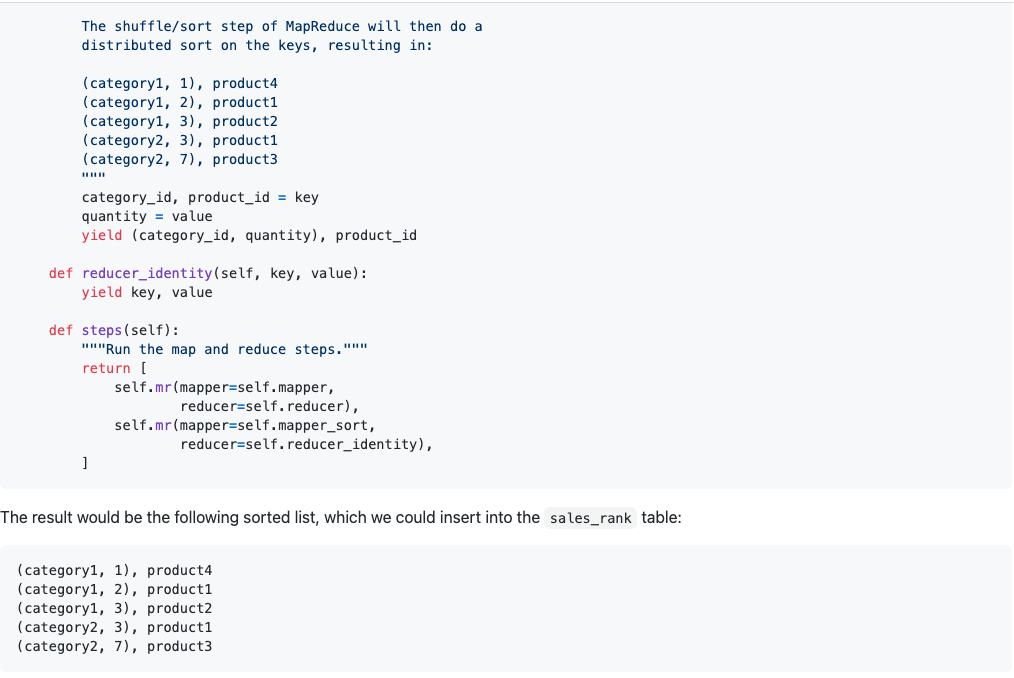 The shuffle/sort step of MapReduce will then do a
distributed sort on the keys, resulting in:
(category1, 1), product4
(category1, 2), product1
(category1, 3), product2
(category2, 3), product1
(category2, 7), product3
"""
category_id, product_id = key
quantity = value
yield (category_id, quantity), product_id
def reducer_identity(self, key, value):
yield key, value
def steps(self):
"""Run the map and reduce steps."""
return [
self.mr(mapper=self.mapper,
reducer=self.reducer),
self.mr(mapper=self.mapper_sort,
reducer=self.reducer_identity),
]
The result would be the following sorted list, which we could insert into the sales_rank table:
(category1, 1), product4
(category1, 2), product1
(category1, 3), product2
(category2, 3), product1
(category2, 7), product3